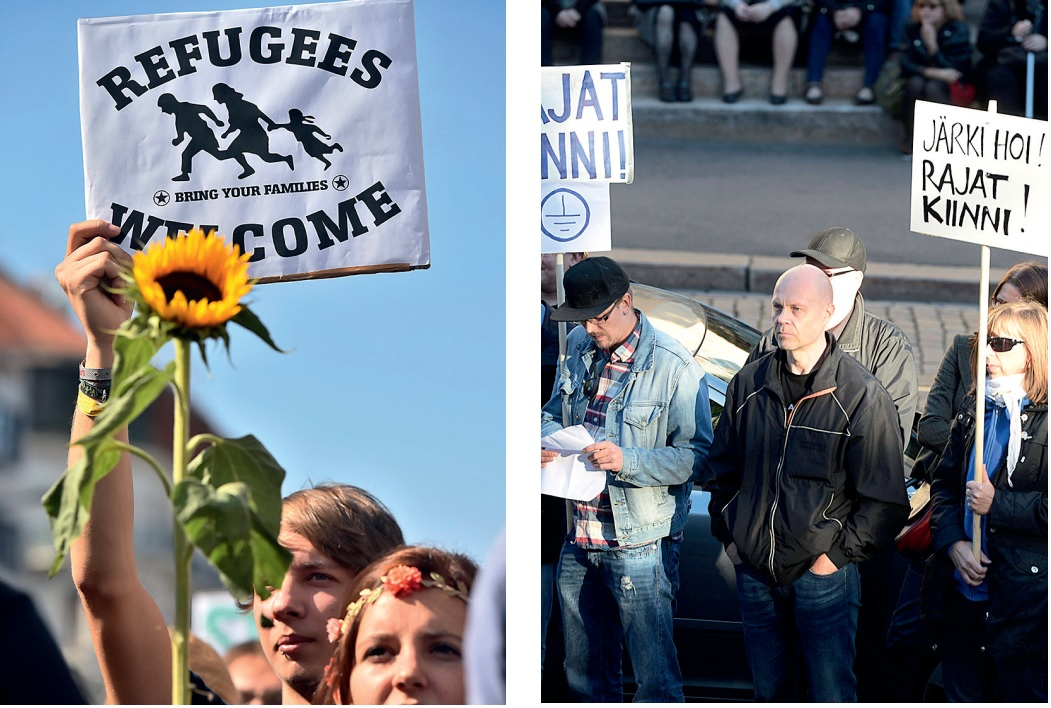 REFUGEES
BRING YOUR FAMILIES
WELCOME
AJAT
INNI!
JÄRKI HOI!
RAJAT
KIINNI!